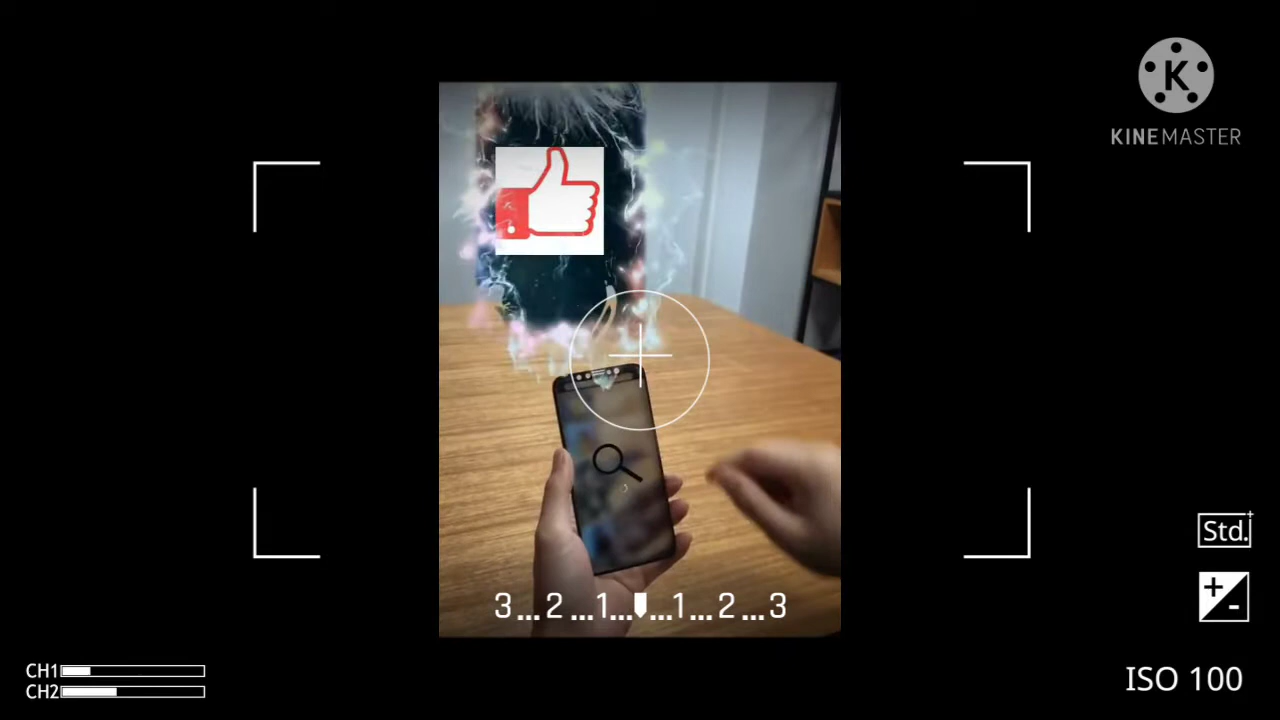 K
KINEMASTER
Std.+
+
-
3...2...1... ...1...2...3
CH1
CH2
ISO 100